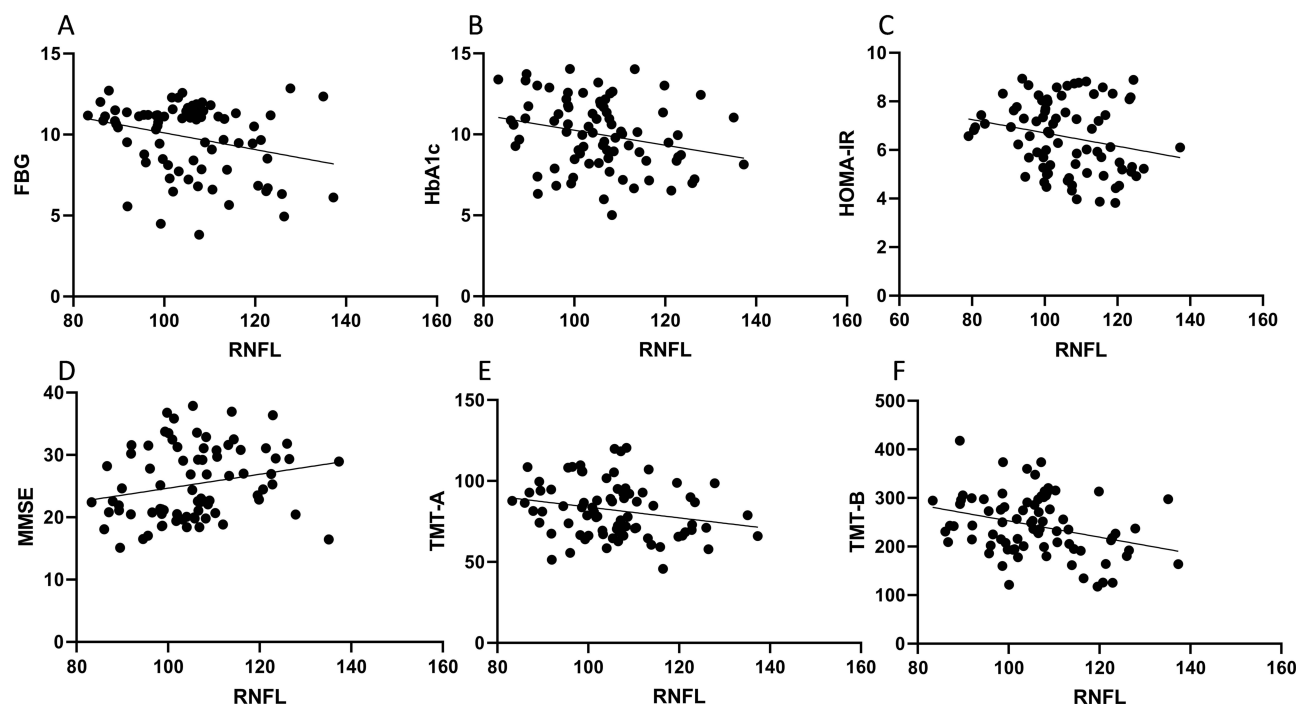 A
FBG
15
10
5
0
80 100 120 140 160
RNFL
B
HbA1c
15
10
5
0
80 100 120 140 160
RNFL
C
HOMA-IR
10
8
6
4
2
0
60 80 100 120 140 160
RNFL
D
MMSE
40
30
20
10
0
80 100 120 140 160
RNFL
E
TMT-A
150
100
50
0
80 100 120 140 160
RNFL
F
TMT-B
500
400
300
200
100
0
80 100 120 140 160
RNFL